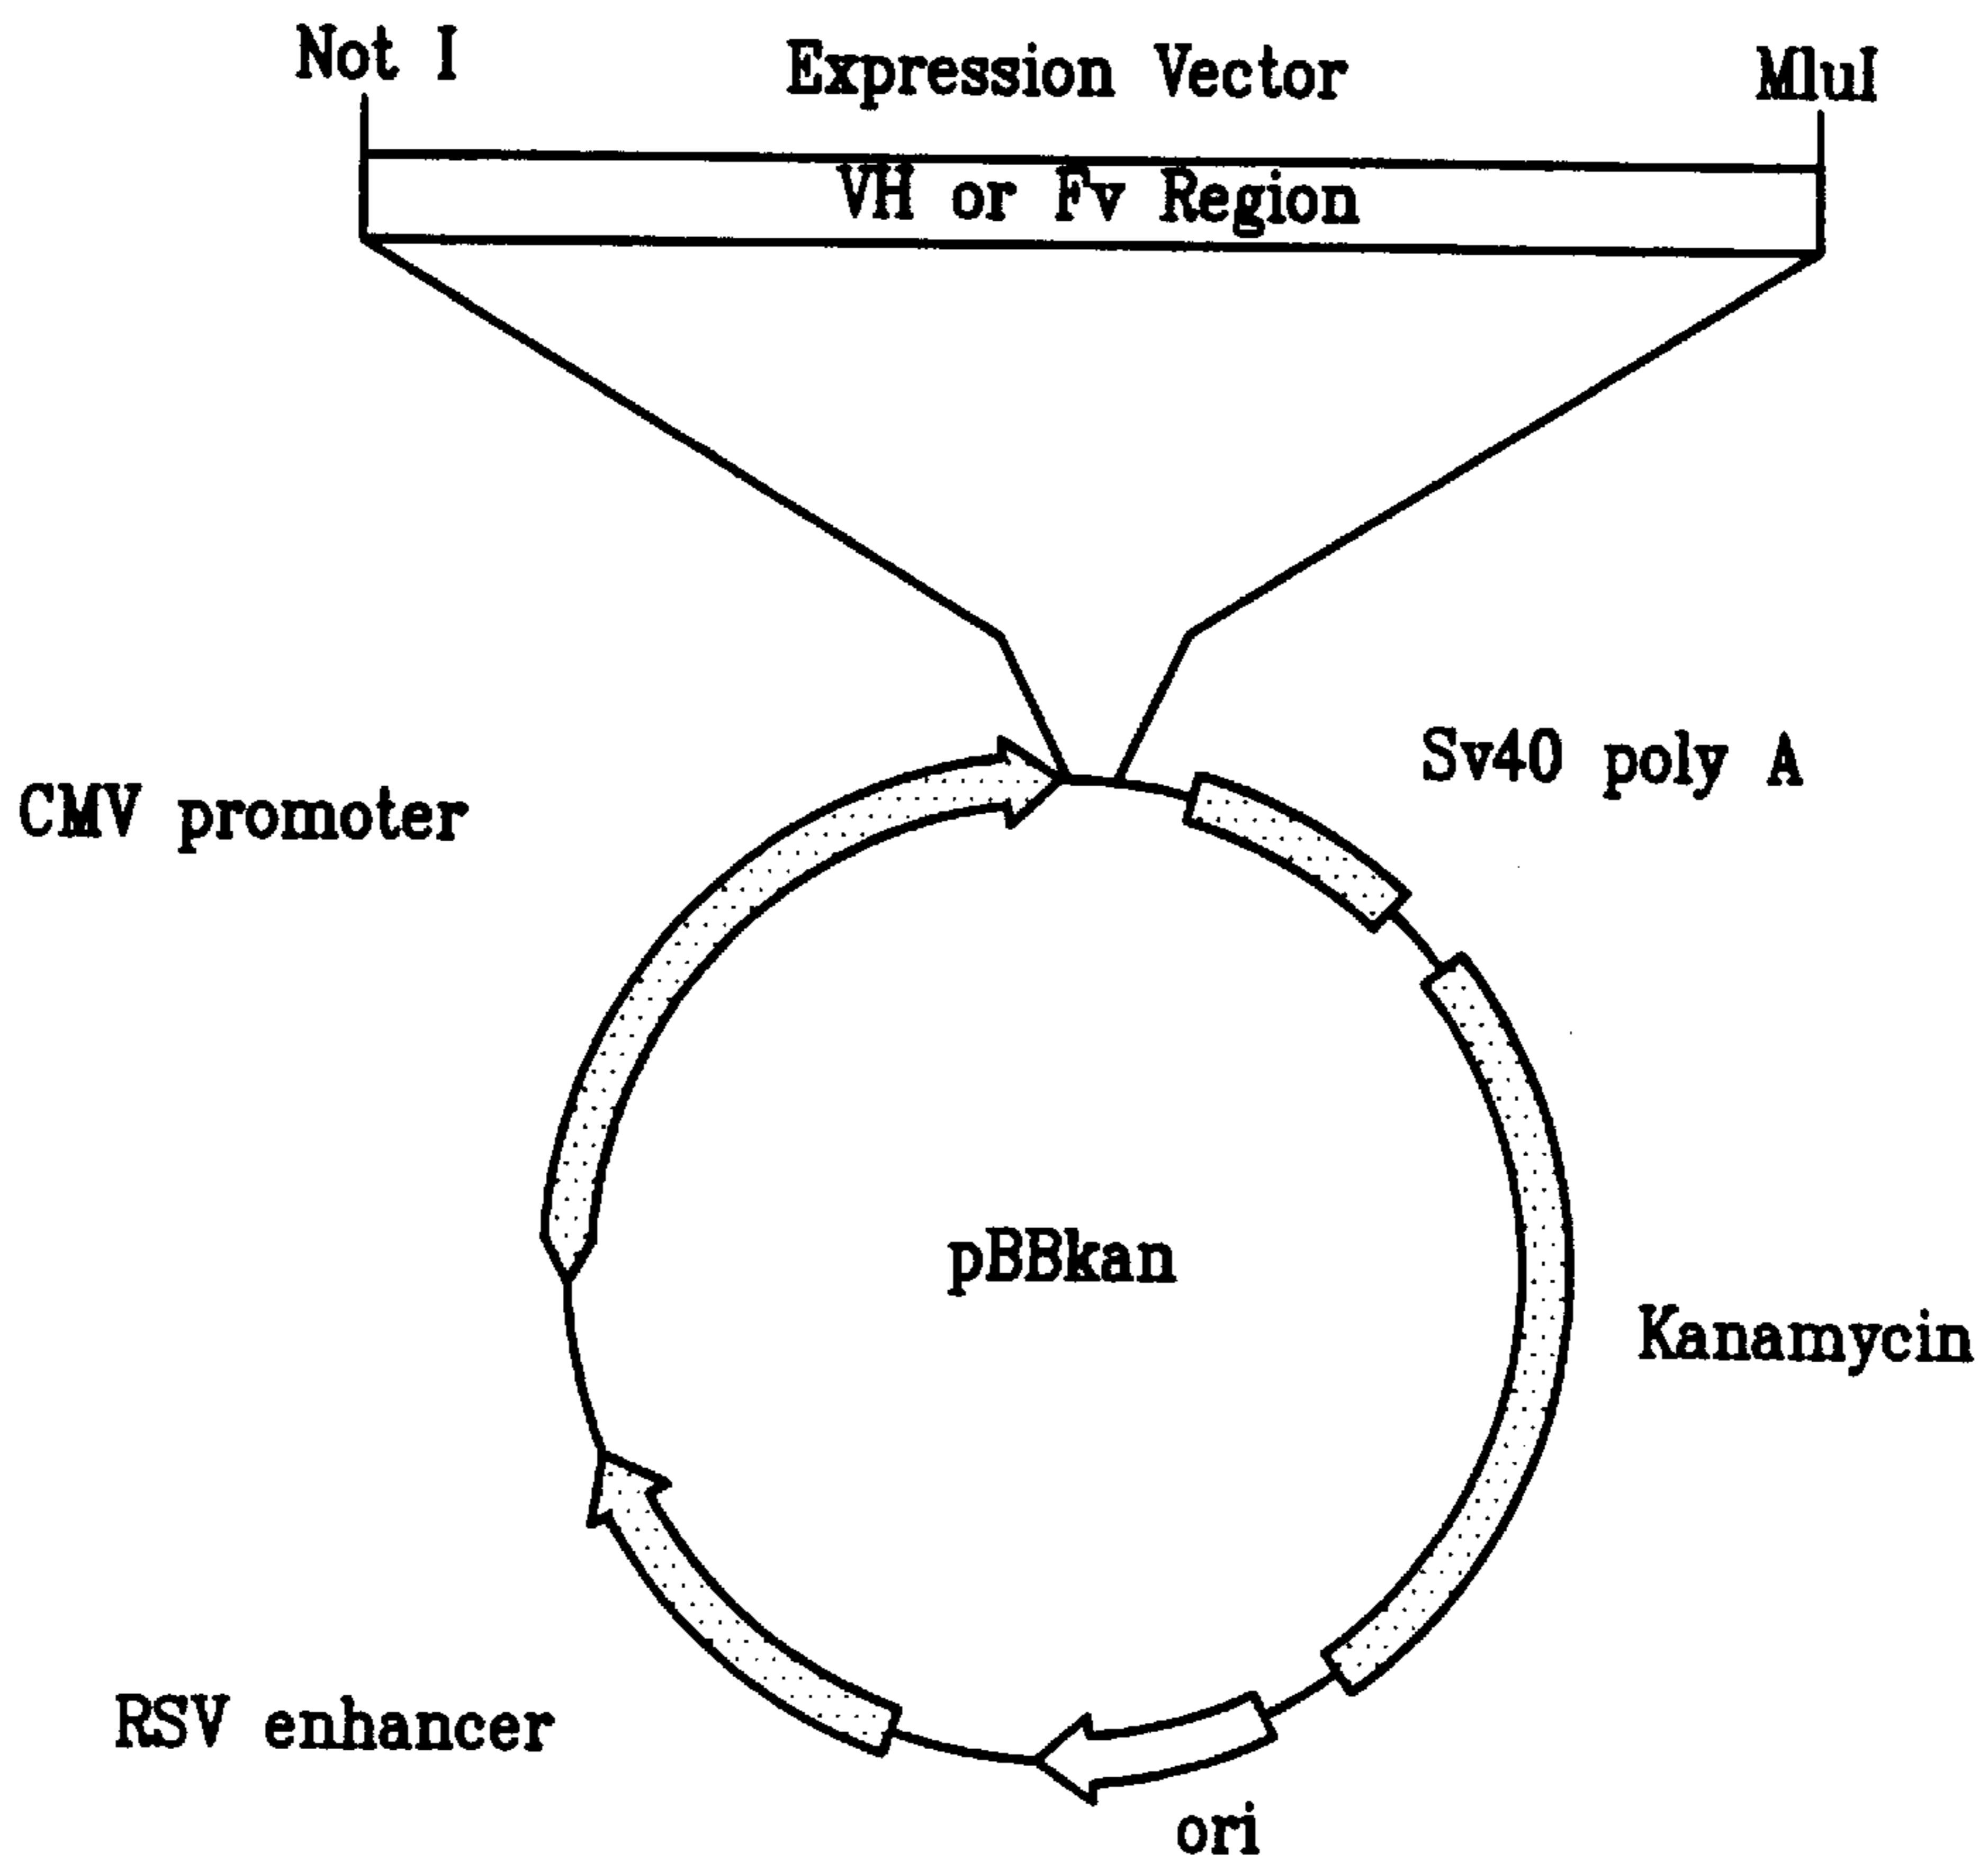 Not I
Expression Vector
MluI
VH or Fv Region
Sv40 poly A
CMV promoter
pBBkan
Kanamycin
RSV enhancer
ori